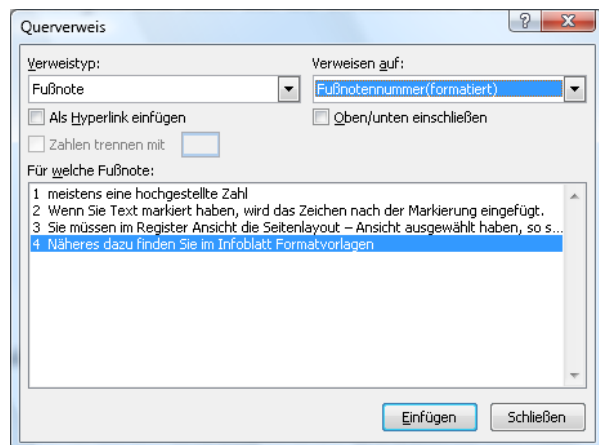 Querverweis
Verweistyp:
Verweisen auf:
Fußnote
Fußnotennummer(formatiert)
Als Hyperlink einfügen
Oben/unten einschließen
Zahlen trennen mit
Für welche Fußnote:
1 meistens eine hochgestellte Zahl
2 Wenn Sie Text markiert haben, wird das Zeichen nach der Markierung eingefügt.
3 Sie müssen im Register Ansicht die Seitenlayout – Ansicht ausgewählt haben, so s...
4 Näheres dazu finden Sie im Infoblatt Formatvorlagen
Einfügen
Schließen